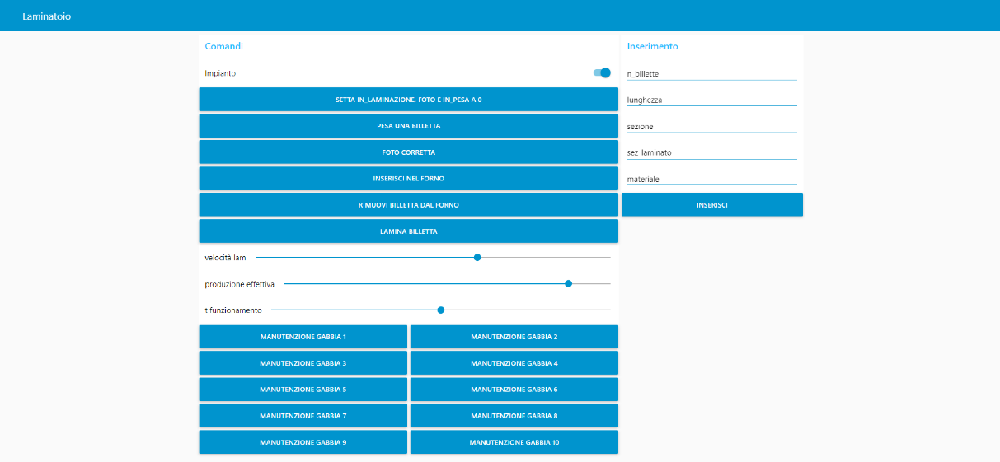 Laminatoio
Comandi
Impianto
SETTA IN_LAMINAZIONE, FOTO E IN_PESA A 0
PESA UNA BILLETTA
FOTO CORRETTA
INSERISCI NEL FORNO
RIMUOVI BILLETTA DAL FORNO
LAMINA BILLETTA
velocità lam
produzione effettiva
t funzionamento
MANUTENZIONE GABBIA 1
MANUTENZIONE GABBIA 2
MANUTENZIONE GABBIA 3
MANUTENZIONE GABBIA 4
MANUTENZIONE GABBIA 5
MANUTENZIONE GABBIA 6
MANUTENZIONE GABBIA 7
MANUTENZIONE GABBIA 8
MANUTENZIONE GABBIA 9
MANUTENZIONE GABBIA 10
Inserimento
n_billette
lunghezza
sezione
sez_laminato
materiale
INSERISCI